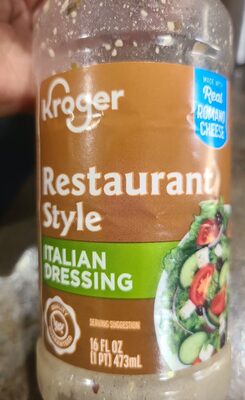 Kroger
MADE WITH
Real
ROMANO
CHEESE
Restaurant
Style
ITALIAN
DRESSING
SERVING SUGGESTION
16 FL OZ
(1 PT) 473mL